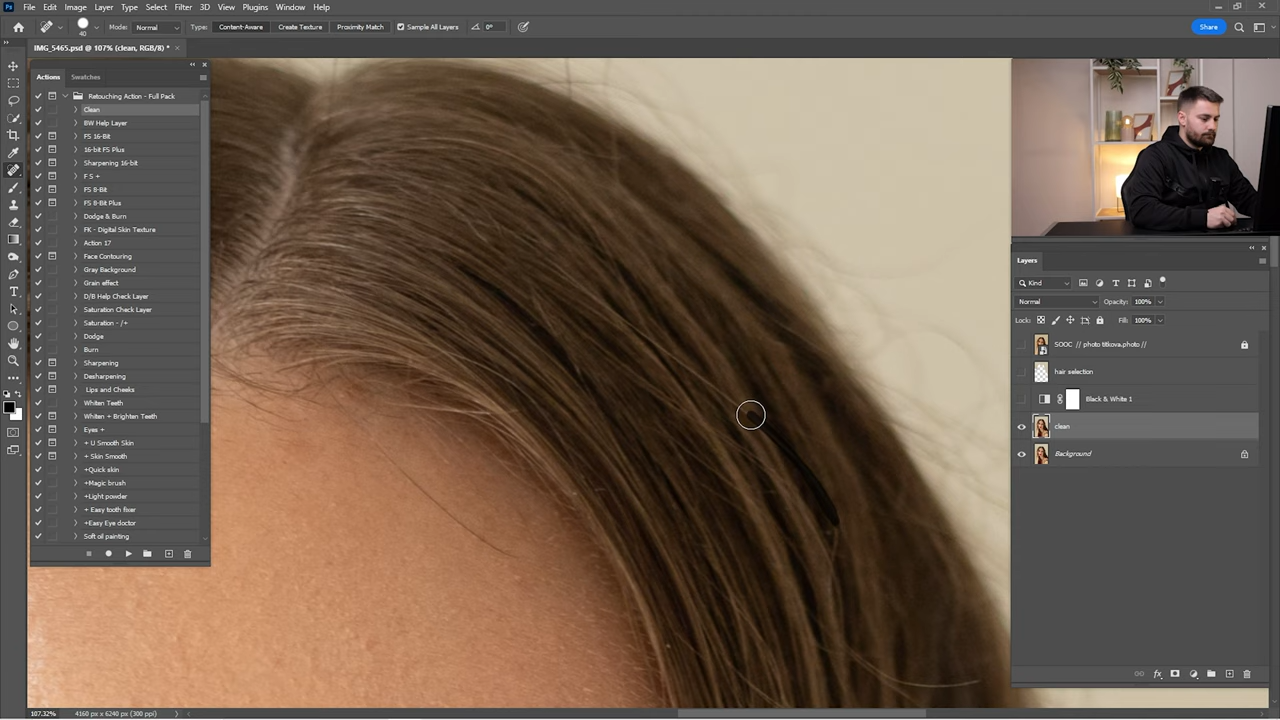 File Edit Image Layer Type Select Filter 3D View Plugins Window Help
40 Mode: Normal Type: Content-Aware Create Texture Proximity Match Sample All Layers 0° Share
IMG_5465.psd @ 107% (clean, RGB/8) *
Actions Swatches
Retouching Action - Full Pack
Clean
BW Help Layer
FS 16-Bit
16-bit FS Plus
Sharpening 16-bit
F S +
FS 8-Bit
FS 8-Bit Plus
Dodge & Burn
FK - Digital Skin Texture
Action 17
Face Contouring
Gray Background
Grain effect
D/B Help Check Layer
Saturation Check Layer
Saturation - /+
Dodge
Burn
Sharpening
Desharpening
Lips and Cheeks
Whiten Teeth
Whiten + Brighten Teeth
Eyes +
+ U Smooth Skin
+ Skin Smooth
+Quick skin
+Magic brush
+Light powder
+ Easy tooth fixer
+Easy Eye doctor
Soft oil painting
Layers
Kind
Normal Opacity: 100%
Lock: Fill: 100%
SOOC // photo titkova.photo //
hair selection
Black & White 1
clean
Background
107.32% 4160 px x 6240 px (300 ppi)